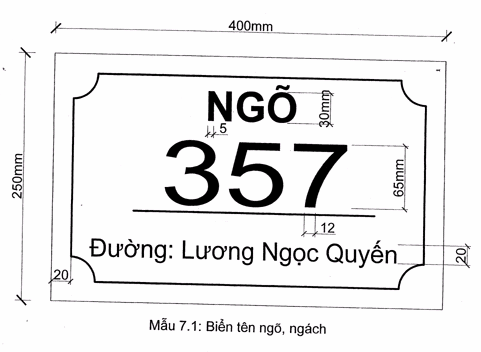 400mm
NGÕ
30mm
5
357
250mm
65mm
12
Đường: Lương Ngọc Quyến
20
20
Mẫu 7.1: Biển tên ngõ, ngách